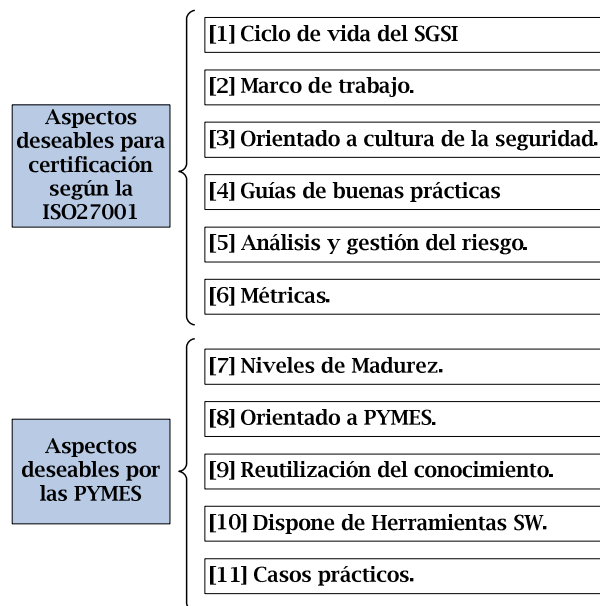 Aspectos
deseables para
certificación
según la
ISO27001
[1] Ciclo de vida del SGSI
[2] Marco de trabajo.
[3] Orientado a cultura de la seguridad.
[4] Guías de buenas prácticas
[5] Análisis y gestión del riesgo.
[6] Métricas.
Aspectos
deseables por
las PYMES
[7] Niveles de Madurez.
[8] Orientado a PYMES.
[9] Reutilización del conocimiento.
[10] Dispone de Herramientas SW.
[11] Casos prácticos.